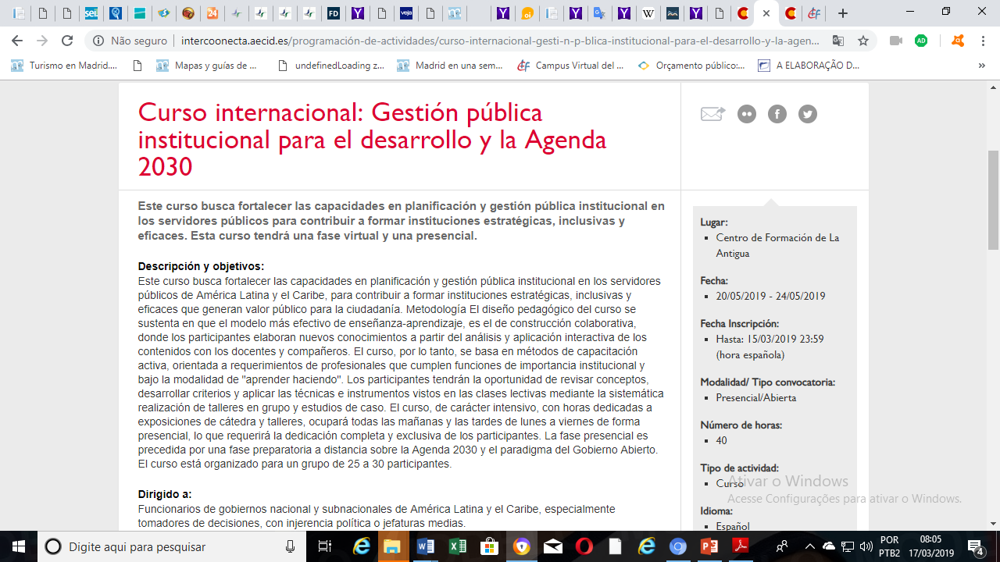 sei!
24
FD
veja
oi
W
Não seguro
intercoonecta.aecid.es/programación-de-actividades/curso-internacional-gesti-n-p-blica-institucional-para-el-desarrollo-y-la-agen...
AD
Turismo en Madrid....
Mapas y guías de ...
undefinedLoading z...
Madrid en una sem...
Campus Virtual del ...
Orçamento público:...
A ELABORAÇÃO D...
»
Curso internacional: Gestión pública
institucional para el desarrollo y la Agenda
2030
Este curso busca fortalecer las capacidades en planificación y gestión pública institucional en
los servidores públicos para contribuir a formar instituciones estratégicas, inclusivas y
eficaces. Esta curso tendrá una fase virtual y una presencial.
Descripción y objetivos:
Este curso busca fortalecer las capacidades en planificación y gestión pública institucional en los servidores
públicos de América Latina y el Caribe, para contribuir a formar instituciones estratégicas, inclusivas y
eficaces que generan valor público para la ciudadanía. Metodología El diseño pedagógico del curso se
sustenta en que el modelo más efectivo de enseñanza-aprendizaje, es el de construcción colaborativa,
donde los participantes elaboran nuevos conocimientos a partir del análisis y aplicación interactiva de los
contenidos con los docentes y compañeros. El curso, por lo tanto, se basa en métodos de capacitación
activa, orientada a requerimientos de profesionales que cumplen funciones de importancia institucional y
bajo la modalidad de "aprender haciendo". Los participantes tendrán la oportunidad de revisar conceptos,
desarrollar criterios y aplicar las técnicas e instrumentos vistos en las clases lectivas mediante la sistemática
realización de talleres en grupo y estudios de caso. El curso, de carácter intensivo, con horas dedicadas a
exposiciones de cátedra y talleres, ocupará todas las mañanas y las tardes de lunes a viernes de forma
presencial, lo que requerirá la dedicación completa y exclusiva de los participantes. La fase presencial es
precedida por una fase preparatoria a distancia sobre la Agenda 2030 y el paradigma del Gobierno Abierto.
El curso está organizado para un grupo de 25 a 30 participantes.
Dirigido a:
Funcionarios de gobiernos nacional y subnacionales de América Latina y el Caribe, especialmente
tomadores de decisiones, con injerencia política o jefaturas medias.
Lugar:
Centro de Formación de La
Antigua
Fecha:
20/05/2019 - 24/05/2019
Fecha Inscripción:
Hasta: 15/03/2019 23:59
(hora española)
Modalidad/ Tipo convocatoria:
Presencial/Abierta
Número de horas:
40
Tipo de actividad:
Curso
Idioma:
Español
Ativar o Windows
Acesse Configurações para ativar o Windows.
Digite aqui para pesquisar
POR
PTB2
08:05
17/03/2019
4